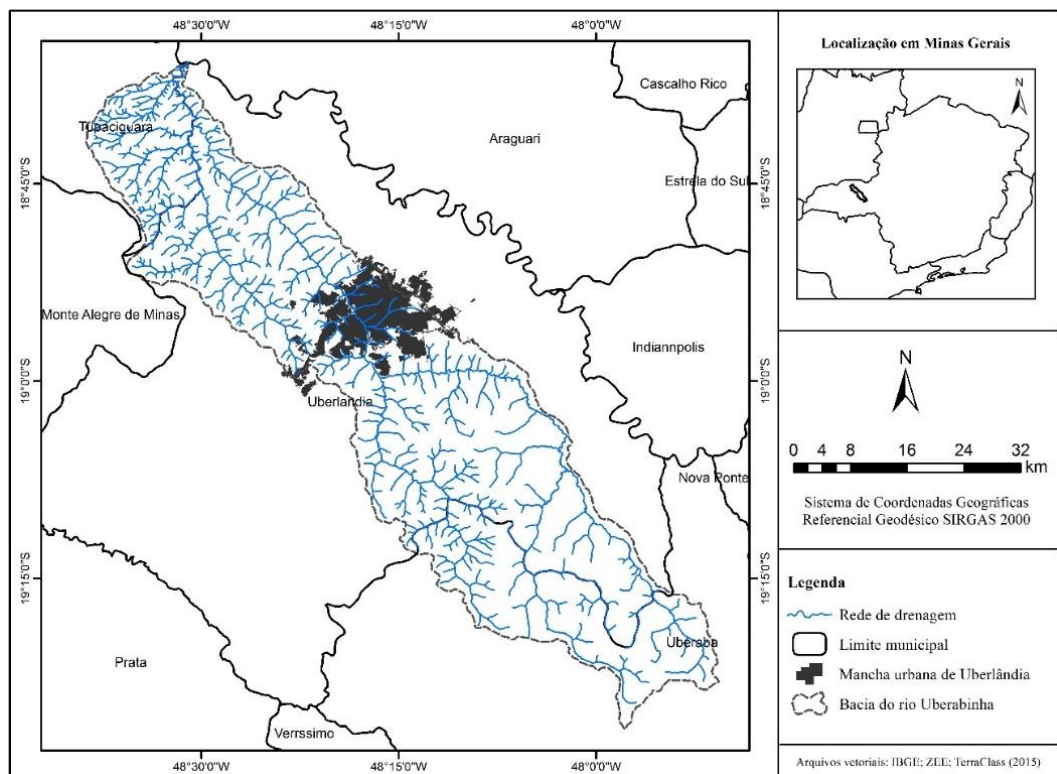 48°30'0"W
48°15'0"W
48°0'0"W
18°45'0"S
19°0'0"S
19°15'0"S
Cascalho Rico
Tupaciguara
Araguari
Estrela do Sul
Monte Alegre de Minas
Indiannpolis
Uberlandia
Nova Ponte
Uberaba
Prata
Verrssimo
18°45'0"S
19°0'0"S
19°15'0"S
48°30'0"W
48°15'0"W
48°0'0"W
Localização em Minas Gerais
N
N
0 4 8 16 24 32
km
Sistema de Coordenadas Geográficas
Referencial Geodésico SIRGAS 2000
Legenda
Rede de drenagem
Limite municipal
Mancha urbana de Uberlândia
Bacia do rio Uberabinha
Arquivos vetoriais: IBGE; ZEE; TerraClass (2015)